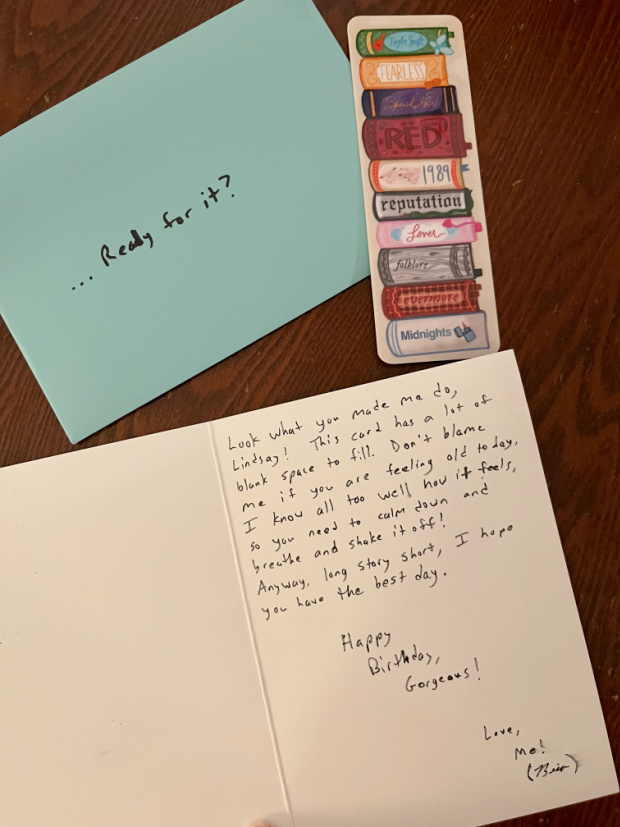 ... Ready for it?
Taylor Swift
FEARLESS
Speak Now
RED
1989
reputation
Lover
folklore
evermore
Midnights
Look what you made me do,
Lindsay! This card has a lot of
blank space to fill. Don't blame
me if you are feeling old today,
I know all too well how it feels,
so you need to calm down and
breathe and shake it off!
Anyway, long story short, I hope
you have the best day.
Happy
Birthday,
Gorgeous!
Love,
Me!